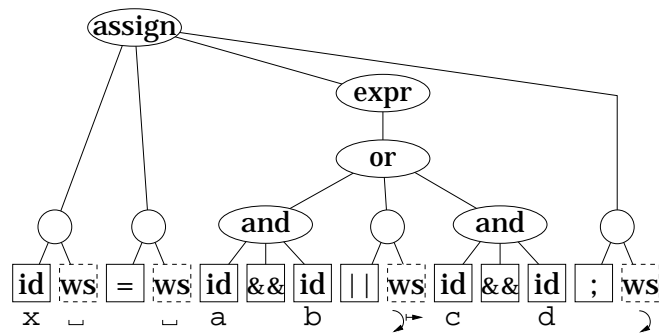 assign
expr
or
and and
id ws = ws id && id || ws id && id ; ws
x ␣ ␣ a b c d